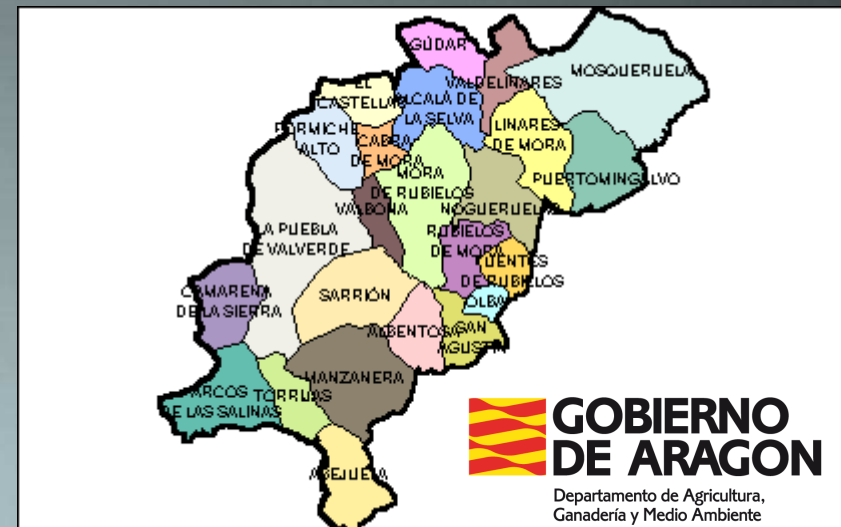 GÚDAR
VALDELINARES
MOSQUERUELA
EL
CASTELLAR
ALCALÁ DE
LA SELVA
FORMICHE
ALTO
CABRA
DE MORA
LINARES
DE MORA
PUERTOMINGALVO
MORA
DE RUBIELOS
VALBONA
NOGUERUELAS
LA PUEBLA
DE VALVERDE
RUBIELOS
DE MORA
FUENTES
DE RUBIELOS
CAMARENA
DE LA SIERRA
SARRIÓN
OLBA
ALBENTOSA
SAN
AGUSTÍN
MANZANERA
ARCOS
DE LAS SALINAS
TORRIJAS
ABEJUELA
GOBIERNO
DE ARAGON
Departamento de Agricultura,
Ganadería y Medio Ambiente